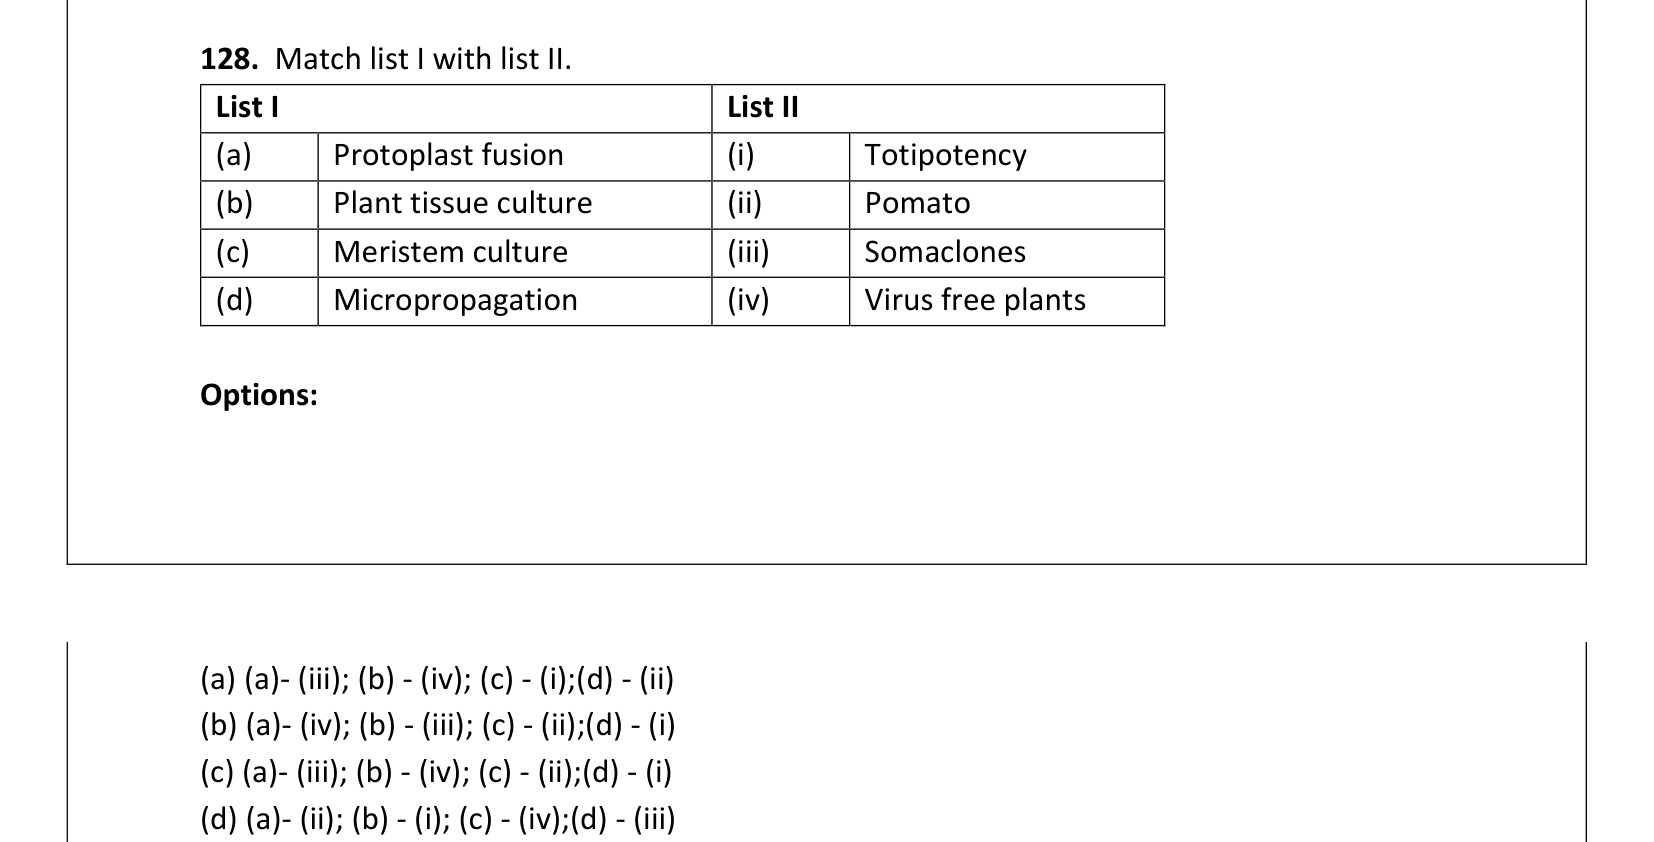 128. Match list I with list II.
List I List II
(a) Protoplast fusion (i) Totipotency
(b) Plant tissue culture (ii) Pomato
(c) Meristem culture (iii) Somaclones
(d) Micropropagation (iv) Virus free plants
Options:
(a) (a)- (iii); (b) - (iv); (c) - (i);(d) - (ii)
(b) (a)- (iv); (b) - (iii); (c) - (ii);(d) - (i)
(c) (a)- (iii); (b) - (iv); (c) - (ii);(d) - (i)
(d) (a)- (ii); (b) - (i); (c) - (iv);(d) - (iii)